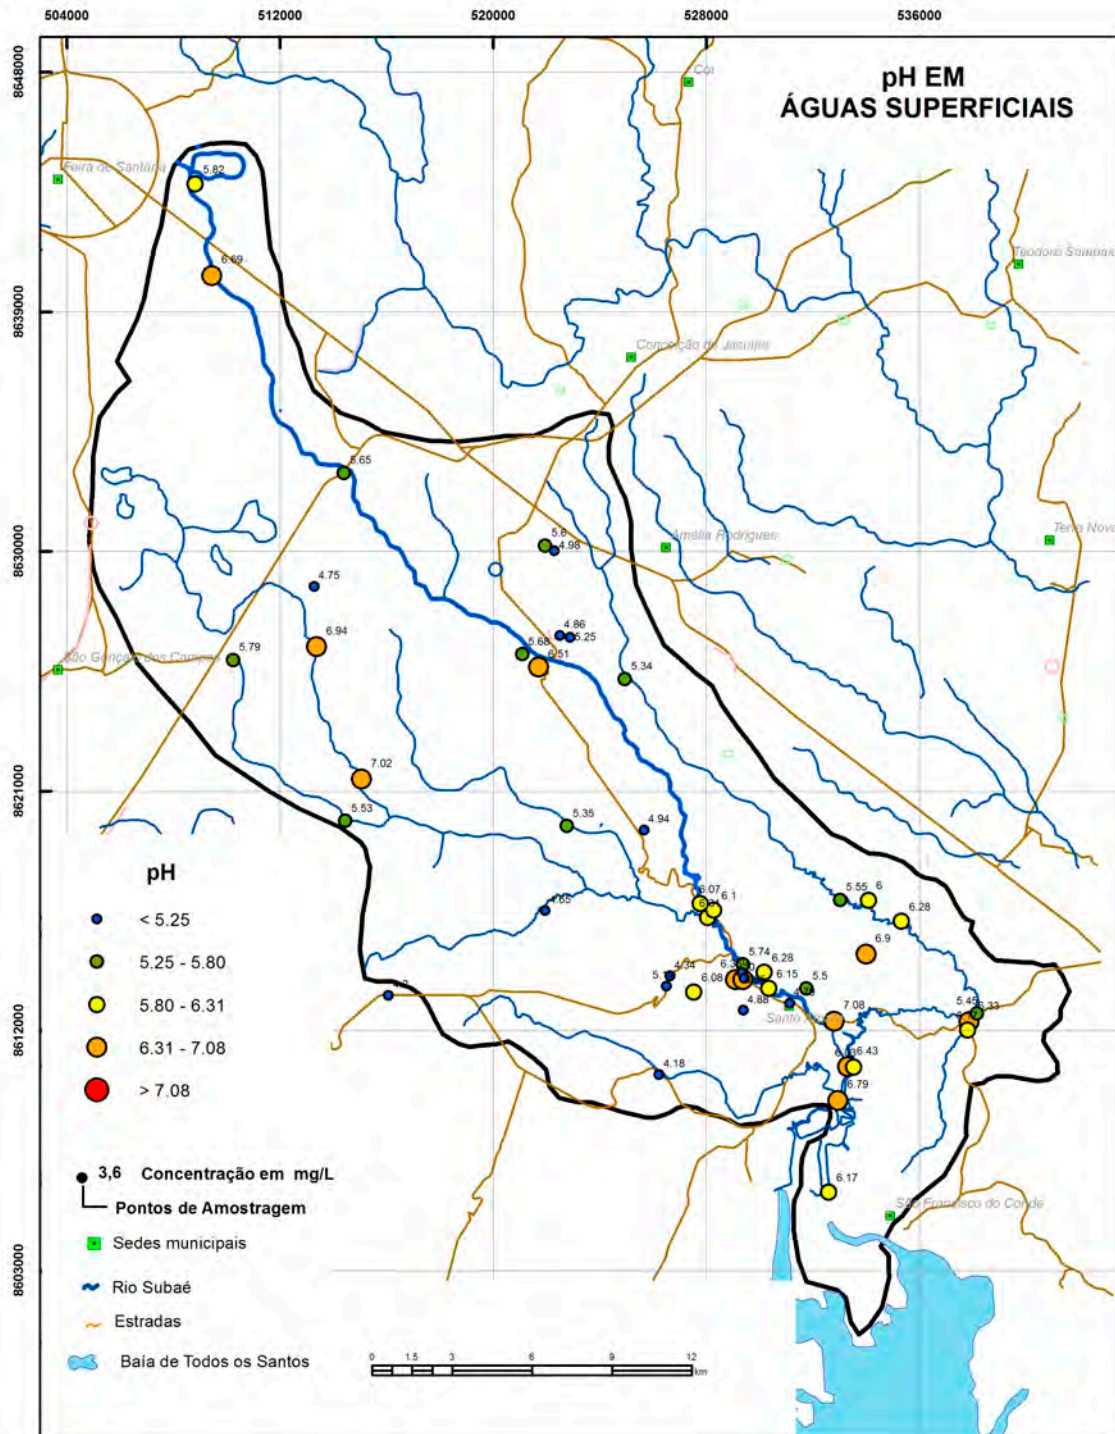 504000
512000
520000
528000
536000
8648000
8639000
8630000
8621000
8612000
8603000
pH EM
ÁGUAS SUPERFICIAIS
Feira de Santana
Teodoro Sampaio
Conceição do Jacuípe
Amélia Rodrigues
Terra Nova
São Gonçalo dos Campos
Santo
São Francisco do Conde
5.82
6.69
5.65
5.6
4.98
4.75
4.86
5.25
6.94
5.68
5.79
6.51
5.34
7.02
5.53
5.35
4.94
6.07
6.1
5.55
6
6.28
4.65
6.9
5.74
6.28
4.34
6.08
6.15
5.5
4.88
7.08
5.45
5.33
4.18
6.43
6.79
6.17
pH
< 5.25
5.25 - 5.80
5.80 - 6.31
6.31 - 7.08
> 7.08
3,6 Concentração em mg/L
Pontos de Amostragem
Sedes municipais
Rio Subaé
Estradas
Baía de Todos os Santos
0 1.5 3 6 9 12
km